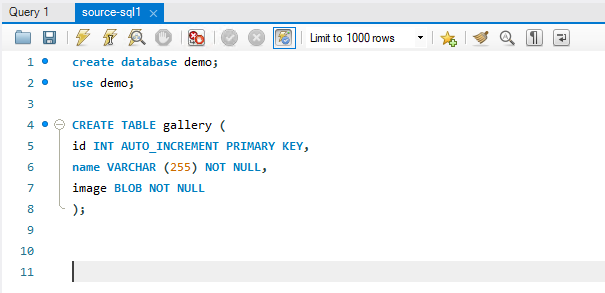 Query 1
source-sql1
Limit to 1000 rows
1 create database demo;
2 use demo;
3
4 CREATE TABLE gallery (
5 id INT AUTO_INCREMENT PRIMARY KEY,
6 name VARCHAR (255) NOT NULL,
7 image BLOB NOT NULL
8 );
9
10
11